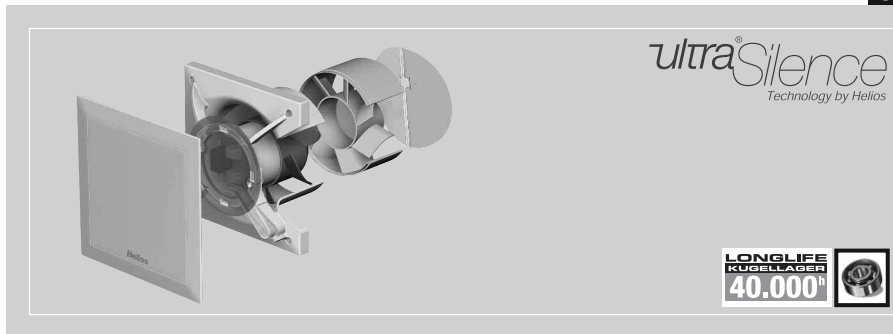 ultra®Silence
Technology by Helios
Helios
LONGLIFE
KUGELLAGER
40.000h